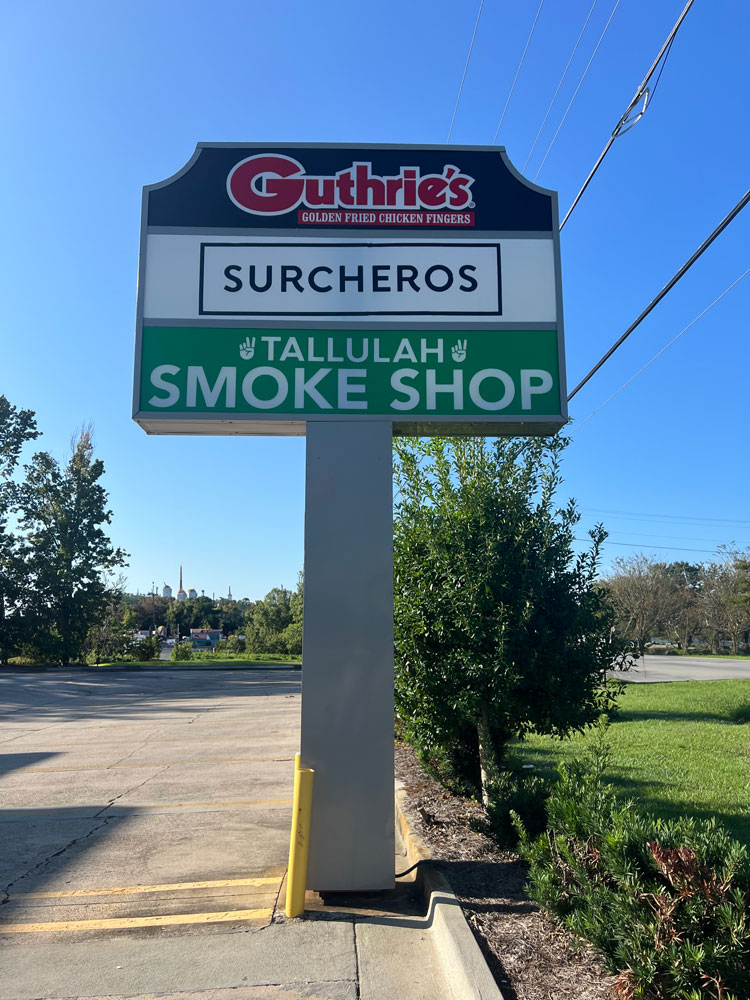 Guthrie's
GOLDEN FRIED CHICKEN FINGERS
SURCHEROS
TALLULAH
SMOKE SHOP